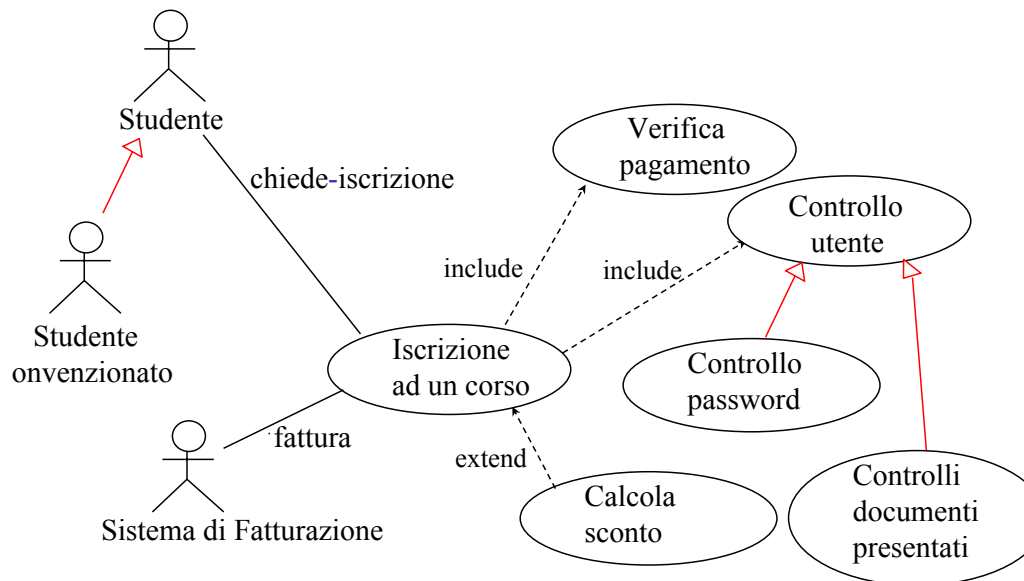 Studente
Verifica
pagamento
chiede-iscrizione
Controllo
utente
include
include
Studente
onvenzionato
Iscrizione
ad un corso
Controllo
password
fattura
extend
Sistema di Fatturazione
Calcola
sconto
Controlli
documenti
presentati